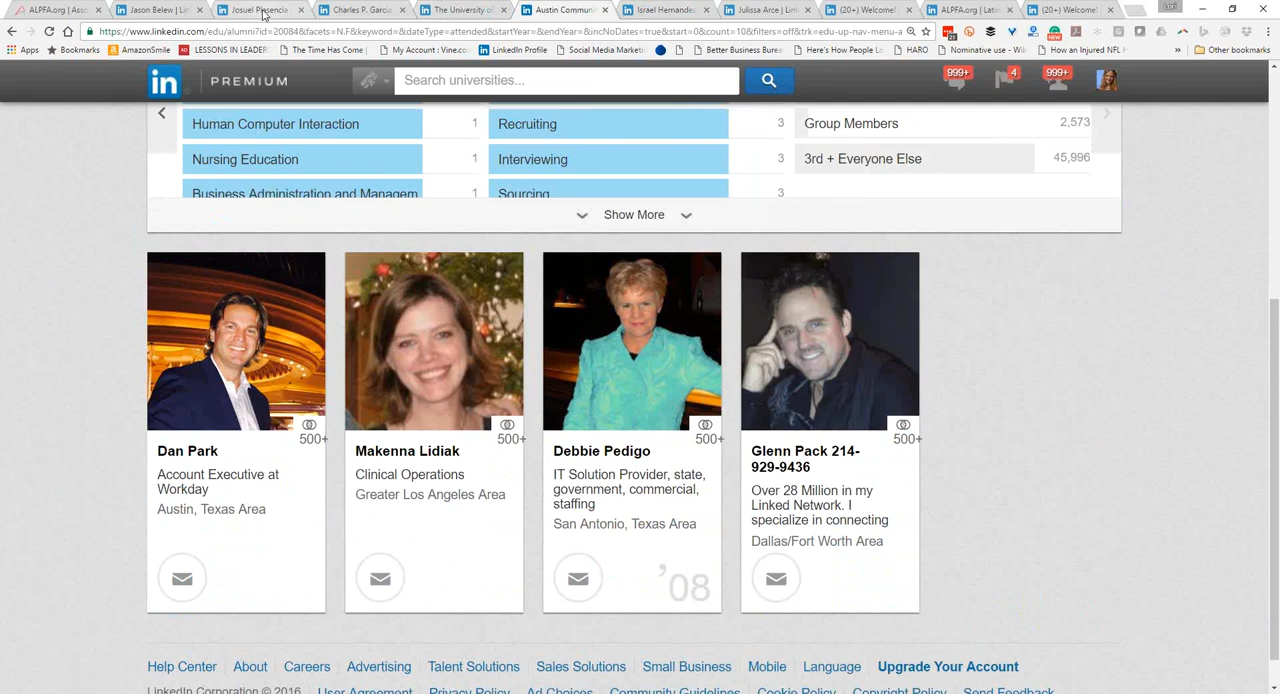 ALPFA.org | Asso
Jason Belew | Lin
Josuel Plasencia
Charles P. Garcia
The University of
Austin Commun
Israel Hernandez
Julissa Arce | Link
(20+) Welcome!
ALPFA.org | Latin
(20+) Welcome!
Lori
https://www.linkedin.com/edu/alumni?id=20084&facets=N.F&keyword=&dateType=attended&startYear=&endYear=&incNoDates=true&start=0&count=10&filters=off&trk=edu-up-nav-menu-a
Apps
Bookmarks
AmazonSmile
LESSONS IN LEADER
The Time Has Come
My Account : Vine.co
LinkedIn Profile
Social Media Marketi
Better Business Burea
Here's How People Lo
HARO
Nominative use - Wik
How an Injured NFL H
Other bookmarks
in PREMIUM
Search universities...
999+
4
999+
Human Computer Interaction 1
Recruiting 3
Group Members 2,573
Nursing Education 1
Interviewing 3
3rd + Everyone Else 45,996
Business Administration and Managem 1
Sourcing 3
Show More
500+
Dan Park
Account Executive at
Workday
Austin, Texas Area
500+
Makenna Lidiak
Clinical Operations
Greater Los Angeles Area
500+
Debbie Pedigo
IT Solution Provider, state,
government, commercial,
staffing
San Antonio, Texas Area
’08
500+
Glenn Pack 214-
929-9436
Over 28 Million in my
Linked Network. I
specialize in connecting
Dallas/Fort Worth Area
Help Center
About
Careers
Advertising
Talent Solutions
Sales Solutions
Small Business
Mobile
Language
Upgrade Your Account
LinkedIn Corporation © 2016
User Agreement
Privacy Policy
Ad Choices
Community Guidelines
Cookie Policy
Copyright Policy
Send Feedback